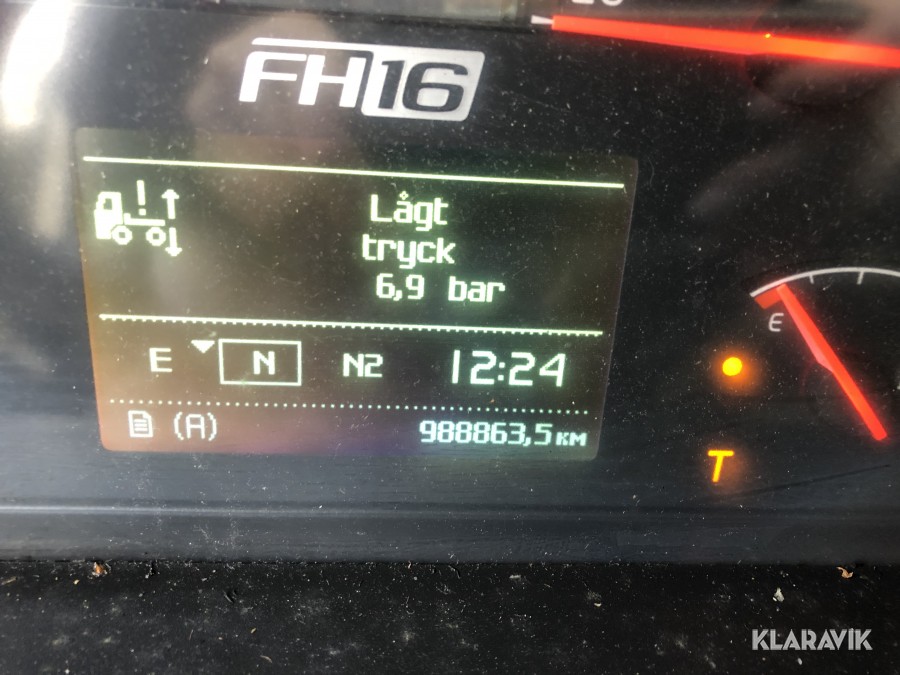 FH16
Lågt
tryck
6,9 bar
E N N2 12:24
(A) 988863,5 KM
E
T
KLARAVIK